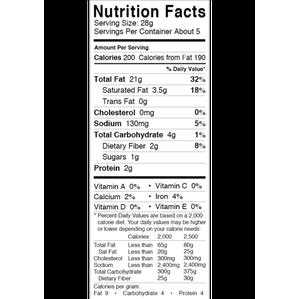 Nutrition Facts
Serving Size: 28g
Servings Per Container About 5
Amount Per Serving
Calories 200 Calories from Fat 190
% Daily Value*
Total Fat 21g 32%
Saturated Fat 3.5g 18%
Trans Fat 0g
Cholesterol 0mg 0%
Sodium 130mg 5%
Total Carbohydrate 4g 1%
Dietary Fiber 2g 8%
Sugars 1g
Protein 2g
Vitamin A 0% • Vitamin C 0%
Calcium 2% • Iron 4%
Vitamin D 0% • Vitamin E 0%
* Percent Daily Values are based on a 2,000
calorie diet. Your daily values may be higher
or lower depending on your calorie needs:
Calories: 2,000 2,500
Total Fat Less than 65g 80g
Sat Fat Less than 20g 25g
Cholesterol Less than 300mg 300mg
Sodium Less than 2,400mg 2,400mg
Total Carbohydrate 300g 375g
Dietary Fiber 25g 30g
Calories per gram:
Fat 9 • Carbohydrate 4 • Protein 4